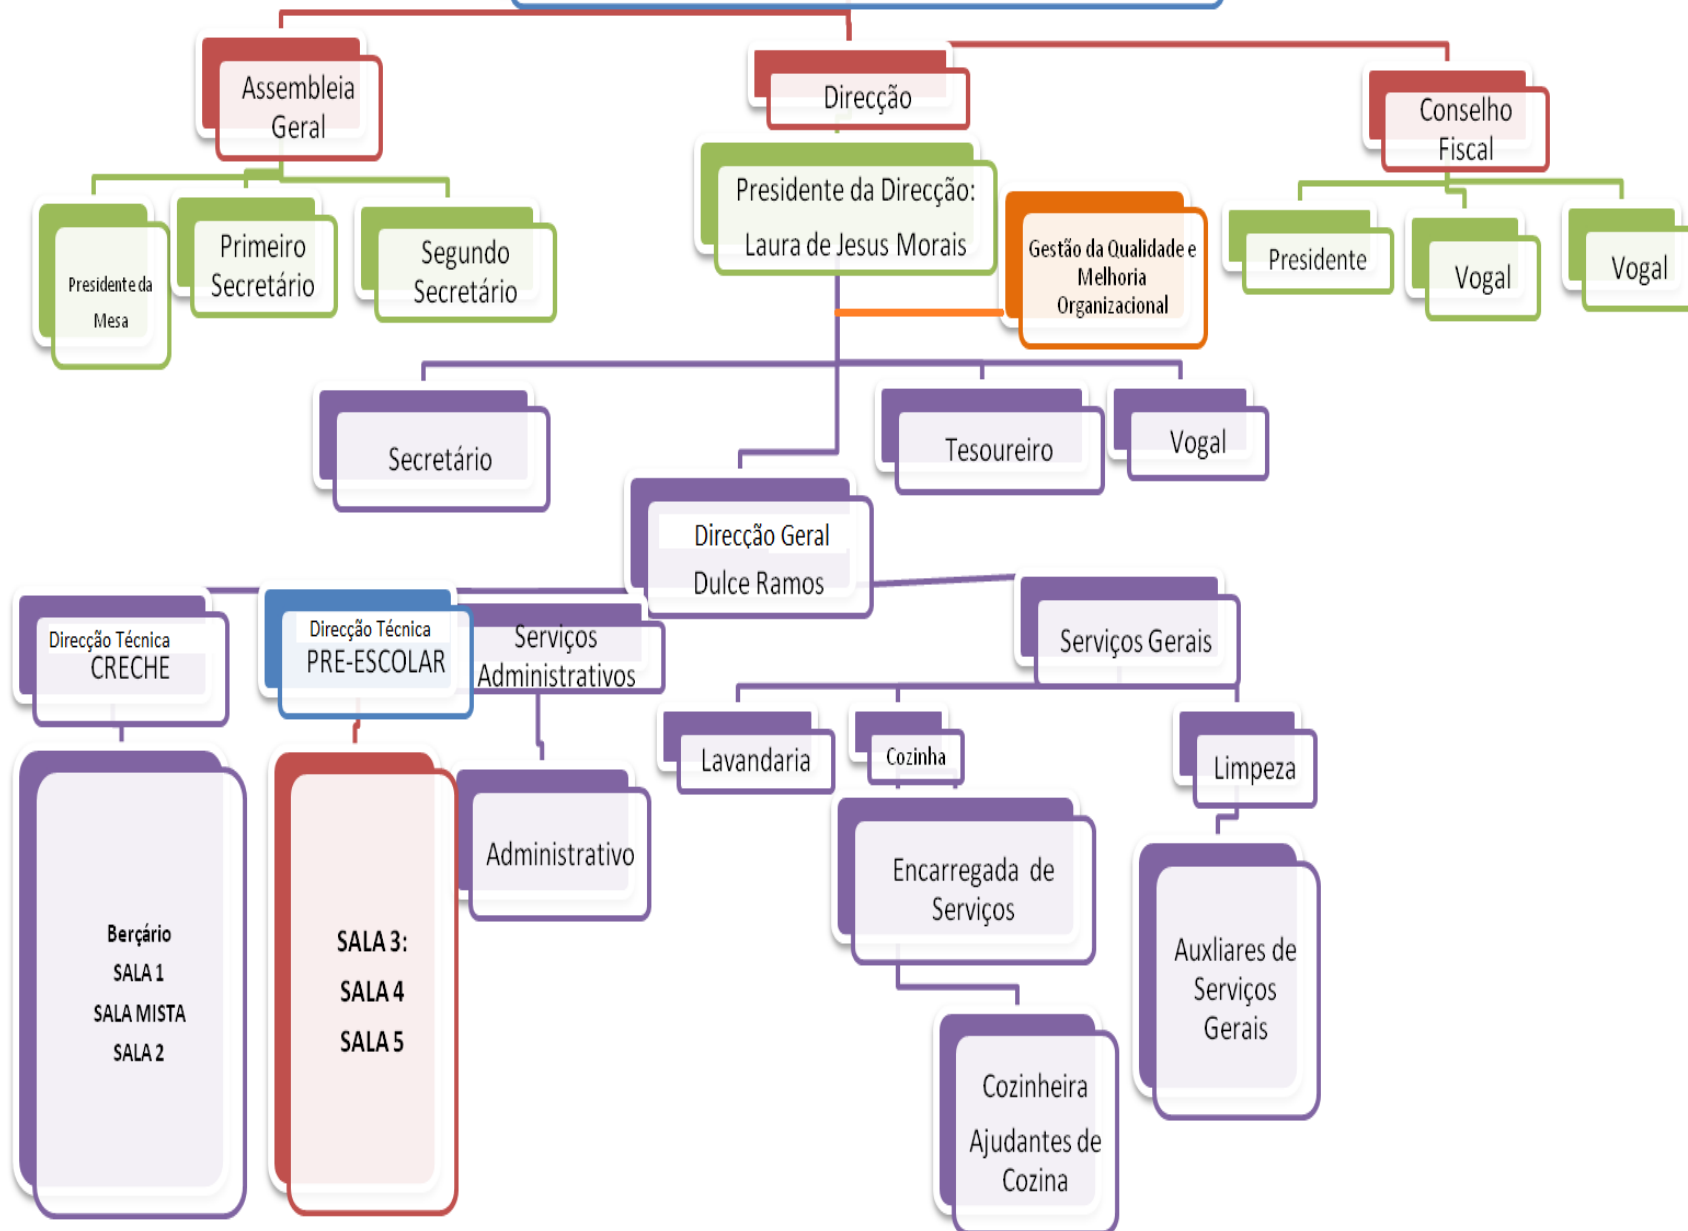 Assembleia
Geral
Direcção
Conselho
Fiscal
Presidente da
Mesa
Primeiro
Secretário
Segundo
Secretário
Presidente da Direcção:
Laura de Jesus Morais
Gestão da Qualidade e
Melhoria
Organizacional
Presidente
Vogal
Vogal
Secretário
Tesoureiro
Vogal
Direcção Geral
Dulce Ramos
Direcção Técnica
CRECHE
Direcção Técnica
PRE-ESCOLAR
Serviços
Administrativos
Serviços Gerais
Lavandaria
Cozinha
Limpeza
Berçário
SALA 1
SALA MISTA
SALA 2
SALA 3:
SALA 4
SALA 5
Administrativo
Encarregada de
Serviços
Auxliares de
Serviços
Gerais
Cozinheira
Ajudantes de
Cozina